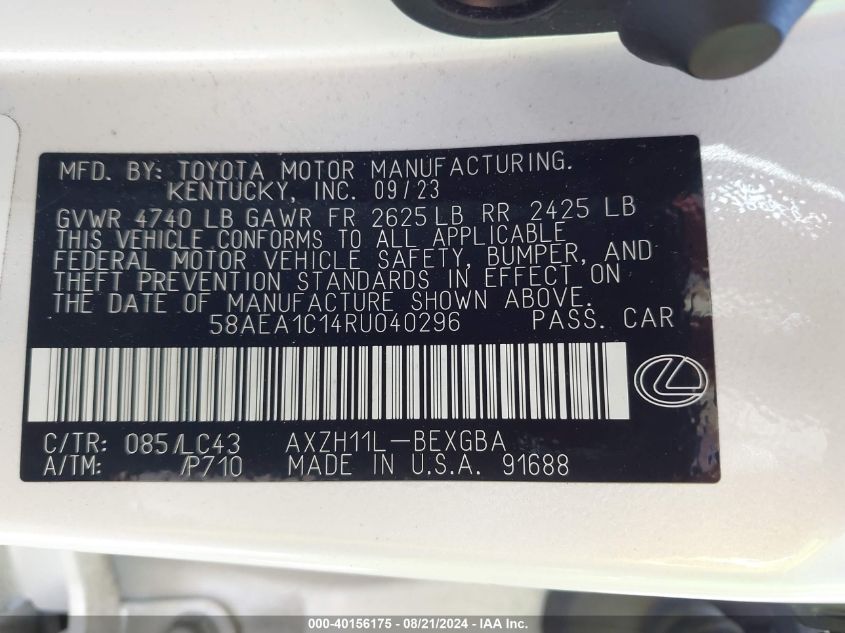 MFD. BY: TOYOTA MOTOR MANUFACTURING.
KENTUCKY, INC. 09/23
GVWR 4740 LB GAWR FR 2625 LB RR 2425 LB
THIS VEHICLE CONFORMS TO ALL APPLICABLE
FEDERAL MOTOR VEHICLE SAFETY, BUMPER, AND
THEFT PREVENTION STANDARDS IN EFFECT ON
THE DATE OF MANUFACTURE SHOWN ABOVE.
58AEA1C14RU040296 PASS. CAR
C/TR: 085/LC43 AXZH11L-BEXGBA
A/TM: /P710 MADE IN U.S.A. 91688
000-40156175 - 08/21/2024 - IAA Inc.